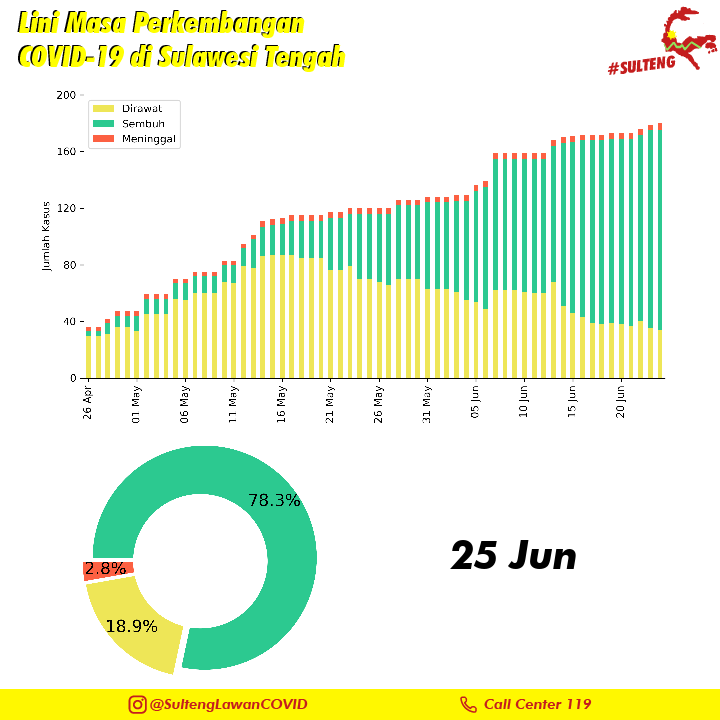 Lini Masa Perkembangan
COVID-19 di Sulawesi Tengah
#SULTENG
200
160
120
80
40
0
Jumlah Kasus
Dirawat
Sembuh
Meninggal
26 Apr
01 May
06 May
11 May
16 May
21 May
26 May
31 May
05 Jun
10 Jun
15 Jun
20 Jun
78.3%
2.8%
18.9%
25 Jun
@SultengLawanCOVID
Call Center 119